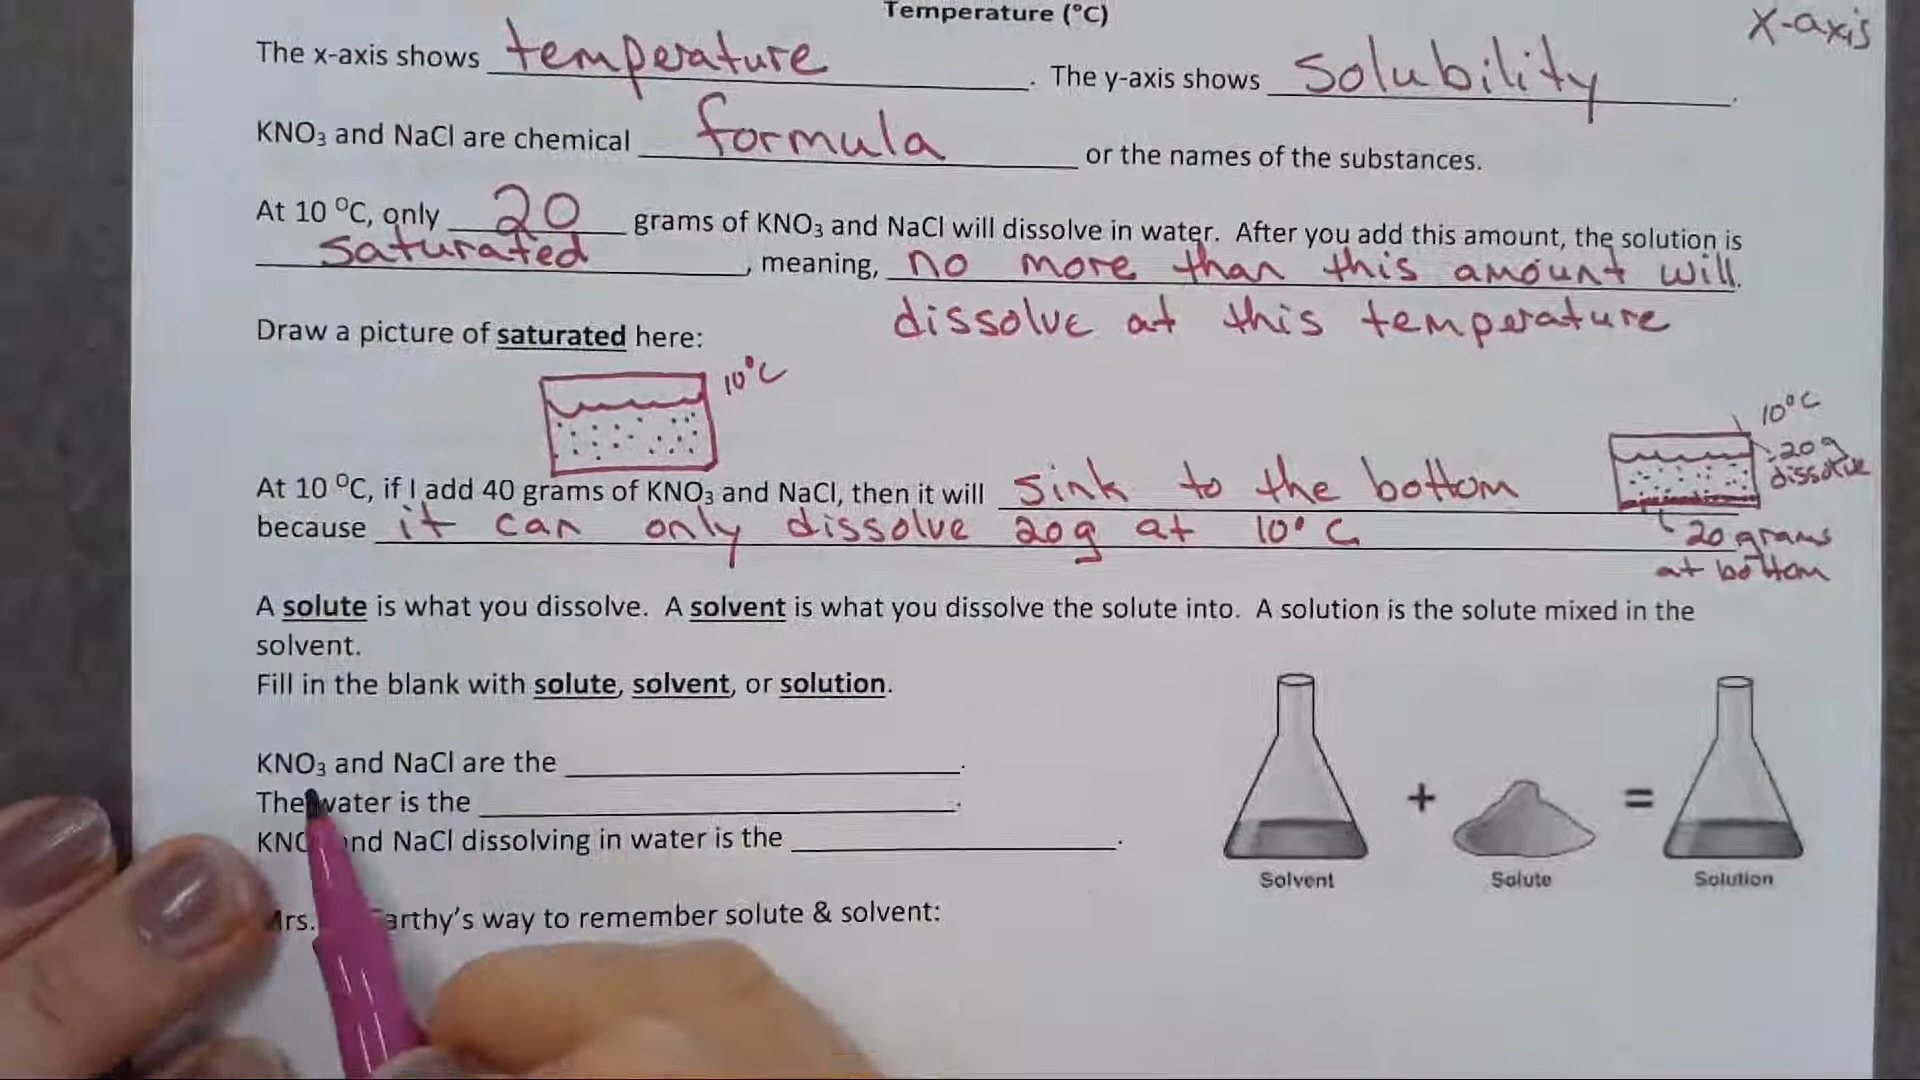 Temperature (°C)
x-axis
The x-axis shows temperature. The y-axis shows solubility.
KNO₃ and NaCl are chemical formula or the names of the substances.
At 10 °C, only 20 grams of KNO₃ and NaCl will dissolve in water. After you add this amount, the solution is
saturated, meaning, no more than this amount will.
dissolve at this temperature
Draw a picture of saturated here:
10°C
10°C
20g
dissolve
At 10 °C, if I add 40 grams of KNO₃ and NaCl, then it will sink to the bottom
because it can only dissolve 20g at 10°C
20 grams
at bottom
A solute is what you dissolve. A solvent is what you dissolve the solute into. A solution is the solute mixed in the
solvent.
Fill in the blank with solute, solvent, or solution.
KNO₃ and NaCl are the ______.
The water is the ______.
and NaCl dissolving in water is the ______.
+
=
Solvent
Solute
Solution
Mrs. way to remember solute & solvent: